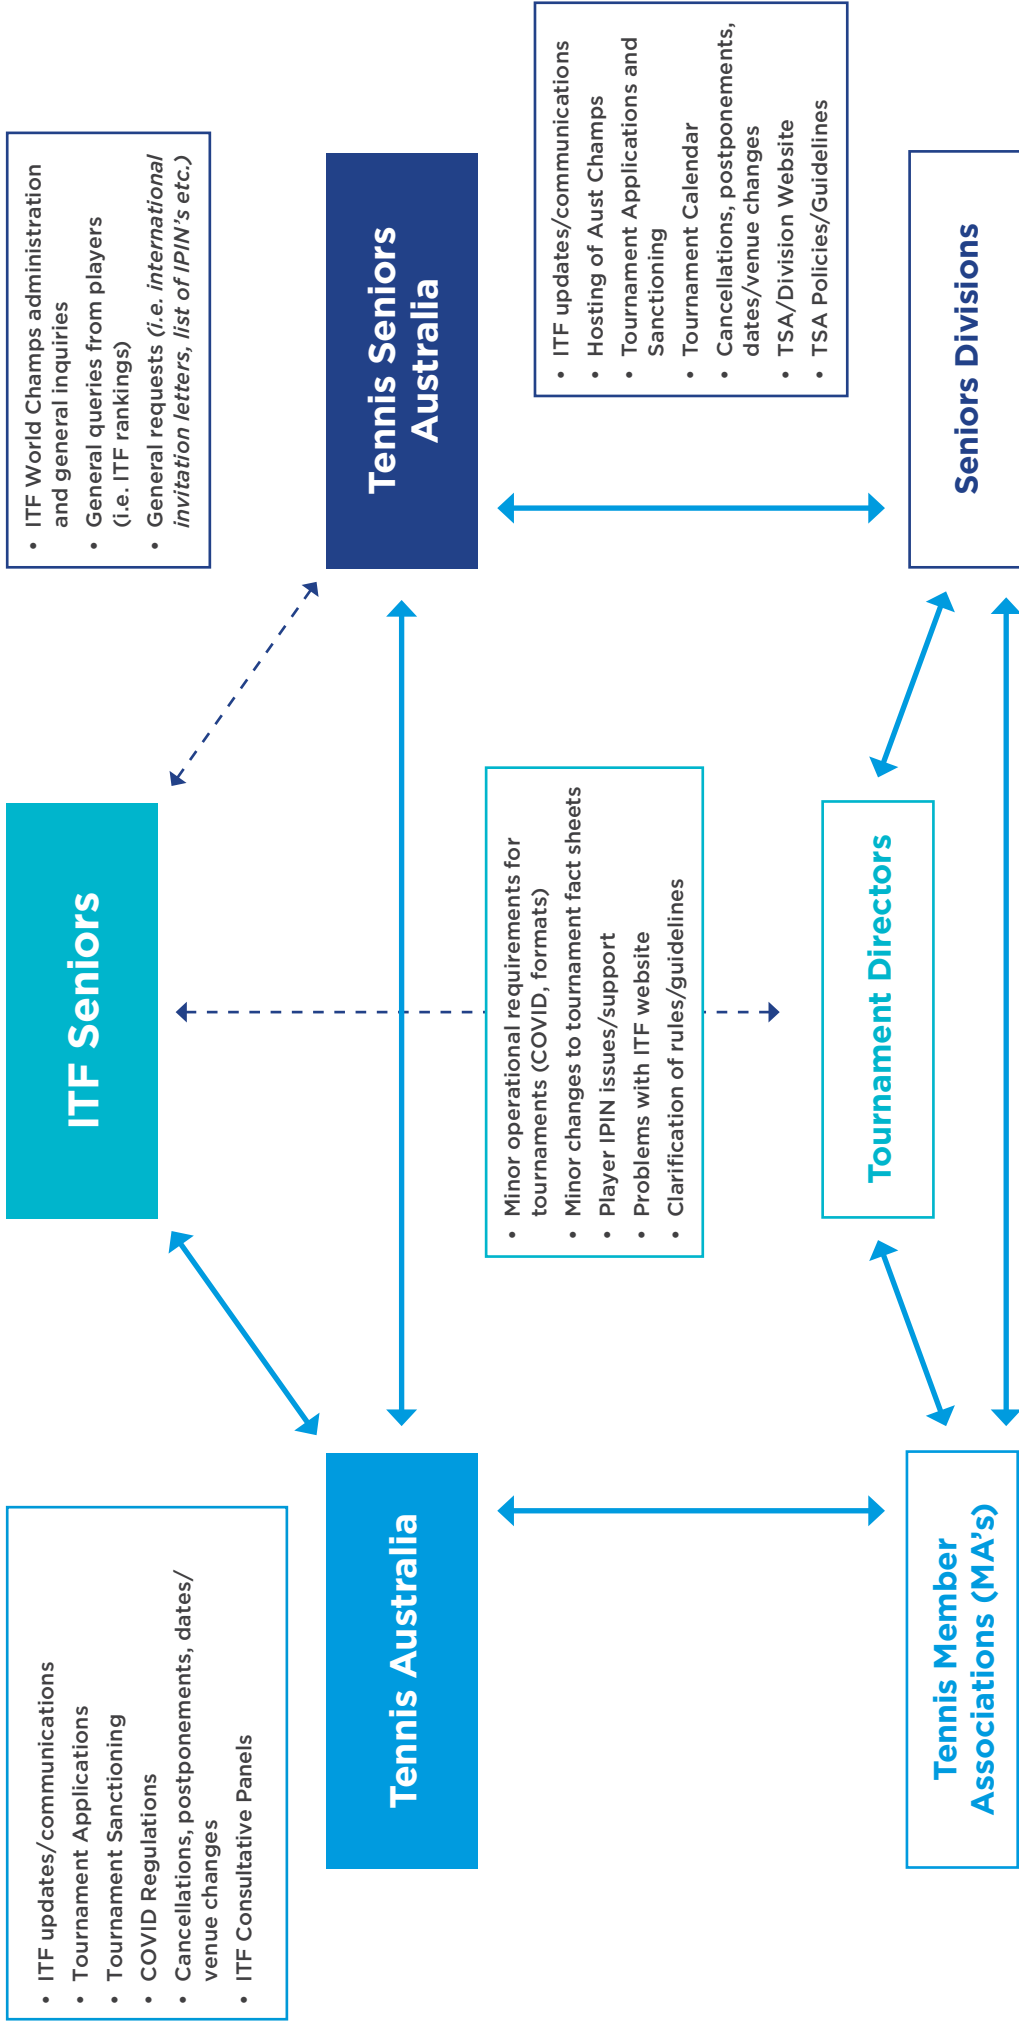 • ITF updates/communications
• Tournament Applications
• Tournament Sanctioning
• COVID Regulations
• Cancellations, postponements, dates/
venue changes
• ITF Consultative Panels
ITF Seniors
• ITF World Champs administration
and general inquiries
• General queries from players
(i.e. ITF rankings)
• General requests (i.e. international
invitation letters, list of IPIN's etc.)
Tennis Australia
Tennis Seniors
Australia
• Minor operational requirements for
tournaments (COVID, formats)
• Minor changes to tournament fact sheets
• Player IPIN issues/support
• Problems with ITF website
• Clarification of rules/guidelines
• ITF updates/communications
• Hosting of Aust Champs
• Tournament Applications and
Sanctioning
• Tournament Calendar
• Cancellations, postponements,
dates/venue changes
• TSA/Division Website
• TSA Policies/Guidelines
Tennis Member
Associations (MA's)
Tournament Directors
Seniors Divisions